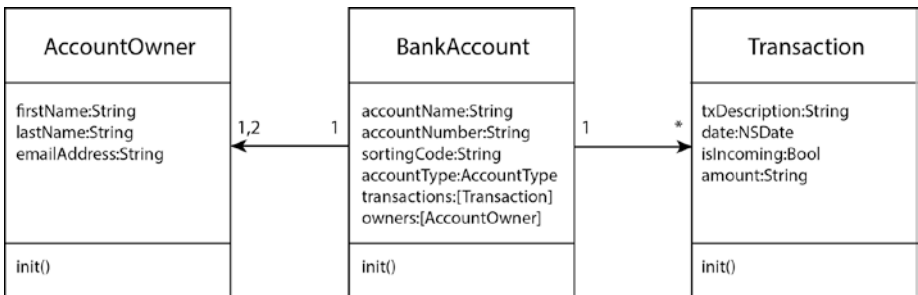 AccountOwner
firstName:String
lastName:String
emailAddress:String
init()
1,2
1
BankAccount
accountName:String
accountNumber:String
sortingCode:String
accountType:AccountType
transactions:[Transaction]
owners:[AccountOwner]
init()
1
*
Transaction
txDescription:String
date:NSDate
isIncoming:Bool
amount:String
init()